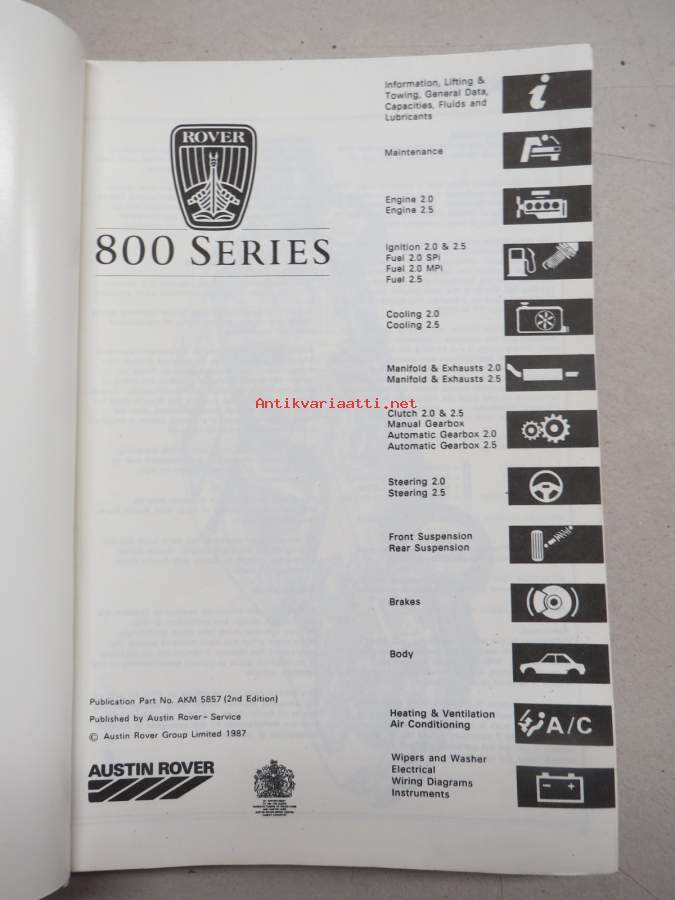 ROVER
800 SERIES
Information, Lifting &
Towing, General Data,
Capacities, Fluids and
Lubricants
i
Maintenance
Engine 2.0
Engine 2.5
Ignition 2.0 & 2.5
Fuel 2.0 SPi
Fuel 2.0 MPi
Fuel 2.5
Cooling 2.0
Cooling 2.5
Manifold & Exhausts 2.0
Manifold & Exhausts 2.5
Antikvariaatti.net
Clutch 2.0 & 2.5
Manual Gearbox
Automatic Gearbox 2.0
Automatic Gearbox 2.5
Steering 2.0
Steering 2.5
Front Suspension
Rear Suspension
Brakes
Body
Heating & Ventilation
Air Conditioning
A/C
Wipers and Washer
Electrical
Wiring Diagrams
Instruments
- +
Publication Part No. AKM 5857 (2nd Edition)
Published by Austin Rover - Service
© Austin Rover Group Limited 1987
AUSTIN ROVER